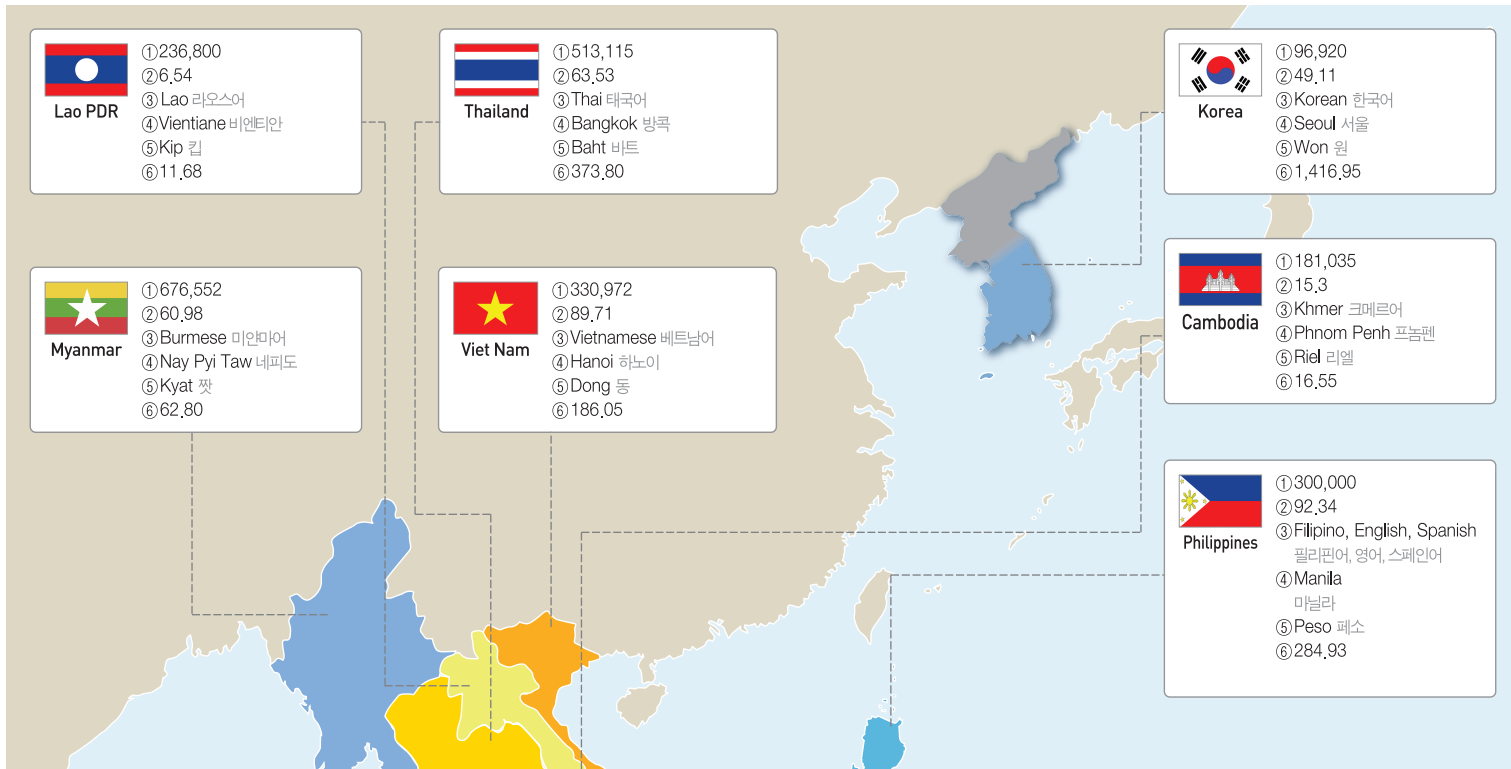 Lao PDR
①236,800
②6.54
③Lao 라오스어
④Vientiane 비엔티안
⑤Kip 킵
⑥11.68
Thailand
①513,115
②63.53
③Thai 태국어
④Bangkok 방콕
⑤Baht 바트
⑥373.80
Korea
①96,920
②49.11
③Korean 한국어
④Seoul 서울
⑤Won 원
⑥1,416.95
Myanmar
①676,552
②60.98
③Burmese 미얀마어
④Nay Pyi Taw 네피도
⑤Kyat 짯
⑥62.80
Viet Nam
①330,972
②89.71
③Vietnamese 베트남어
④Hanoi 하노이
⑤Dong 동
⑥186.05
Cambodia
①181,035
②15.3
③Khmer 크메르어
④Phnom Penh 프놈펜
⑤Riel 리엘
⑥16.55
Philippines
①300,000
②92.34
③Filipino, English, Spanish
필리핀어, 영어, 스페인어
④Manila
마닐라
⑤Peso 페소
⑥284.93